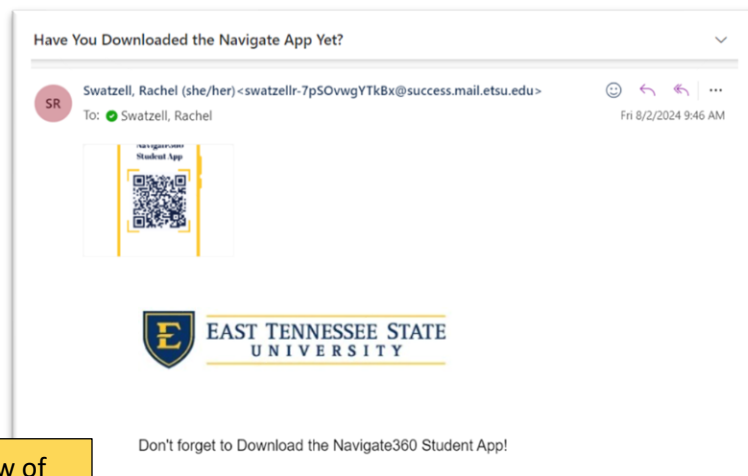 Have You Downloaded the Navigate App Yet?
SR
Swatzell, Rachel (she/her)<swatzellr-7pSOvwgYTkBx@success.mail.etsu.edu>
To: Swatzell, Rachel
Fri 8/2/2024 9:46 AM
Navigate360
Student App
E
EAST TENNESSEE STATE
UNIVERSITY
Don't forget to Download the Navigate360 Student App!
w of